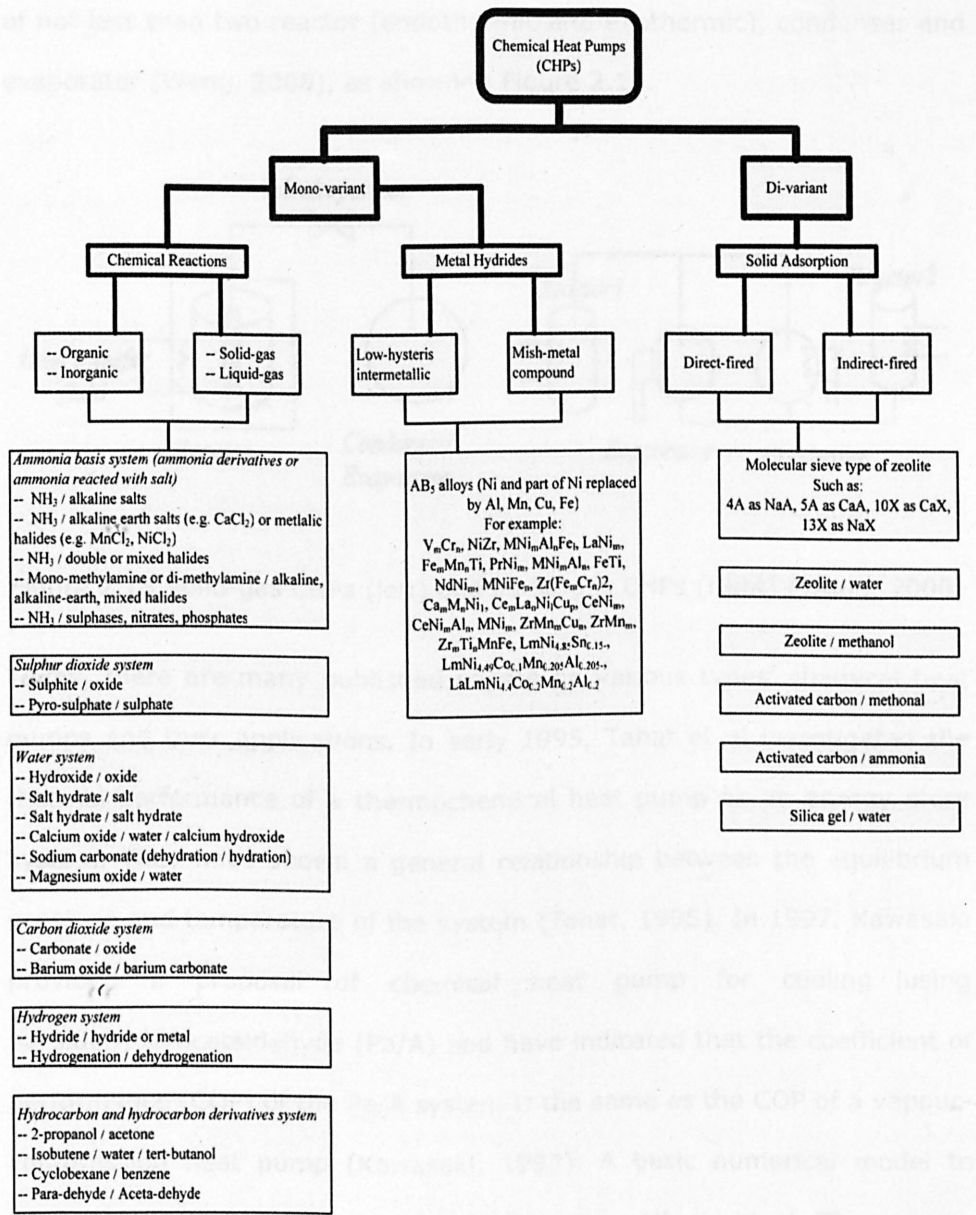 Chemical Heat Pumps
(CHPs)
Mono-variant
Di-variant
Chemical Reactions
Metal Hydrides
Solid Adsorption
-- Organic
-- Inorganic
-- Solid-gas
-- Liquid-gas
Low-hysteris
intermetallic
Mish-metal
compound
Direct-fired
Indirect-fired
Ammonia basis system (ammonia derivatives or
ammonia reacted with salt)
-- NH3 / alkaline salts
-- NH3 / alkaline earth salts (e.g. CaCl2) or metlalic
halides (e.g. MnCl2, NiCl2)
-- NH3 / double or mixed halides
-- Mono-methylamine or di-methylamine / alkaline,
alkaline-earth, mixed halides
-- NH3 / sulphases, nitrates, phosphates
Sulphur dioxide system
-- Sulphite / oxide
-- Pyro-sulphate / sulphate
Water system
-- Hydroxide / oxide
-- Salt hydrate / salt
-- Salt hydrate / salt hydrate
-- Calcium oxide / water / calcium hydroxide
-- Sodium carbonate (dehydration / hydration)
-- Magnesium oxide / water
Carbon dioxide system
-- Carbonate / oxide
-- Barium oxide / barium carbonate
Hydrogen system
-- Hydride / hydride or metal
-- Hydrogenation / dehydrogenation
Hydrocarbon and hydrocarbon derivatives system
-- 2-propanol / acetone
-- Isobutene / water / tert-butanol
-- Cyclobexane / benzene
-- Para-dehyde / Aceta-dehyde
AB5 alloys (Ni and part of Ni replaced
by Al, Mn, Cu, Fe)
For example:
VmCrn, NiZr, MNimAlnFel, LaNim,
FemMnnTi, PrNim, MNimAln, FeTi,
NdNim, MNiFem, Zr(FemCrn)2,
CamMnNil, CemLanNilCup, CeNim,
CeNimAln, MNim, ZrMnmCun, ZrMnm,
ZrmTinMnFe, LmNi4.85Sn0.15-,
LmNi4.49Co0.1Mn0.205Al0.205-,
LaLmNi4.4Co0.2Mn0.2Al0.2
Molecular sieve type of zeolite
Such as:
4A as NaA, 5A as CaA, 10X as CaX,
13X as NaX
Zeolite / water
Zeolite / methanol
Activated carbon / methonal
Activated carbon / ammonia
Silica gel / water